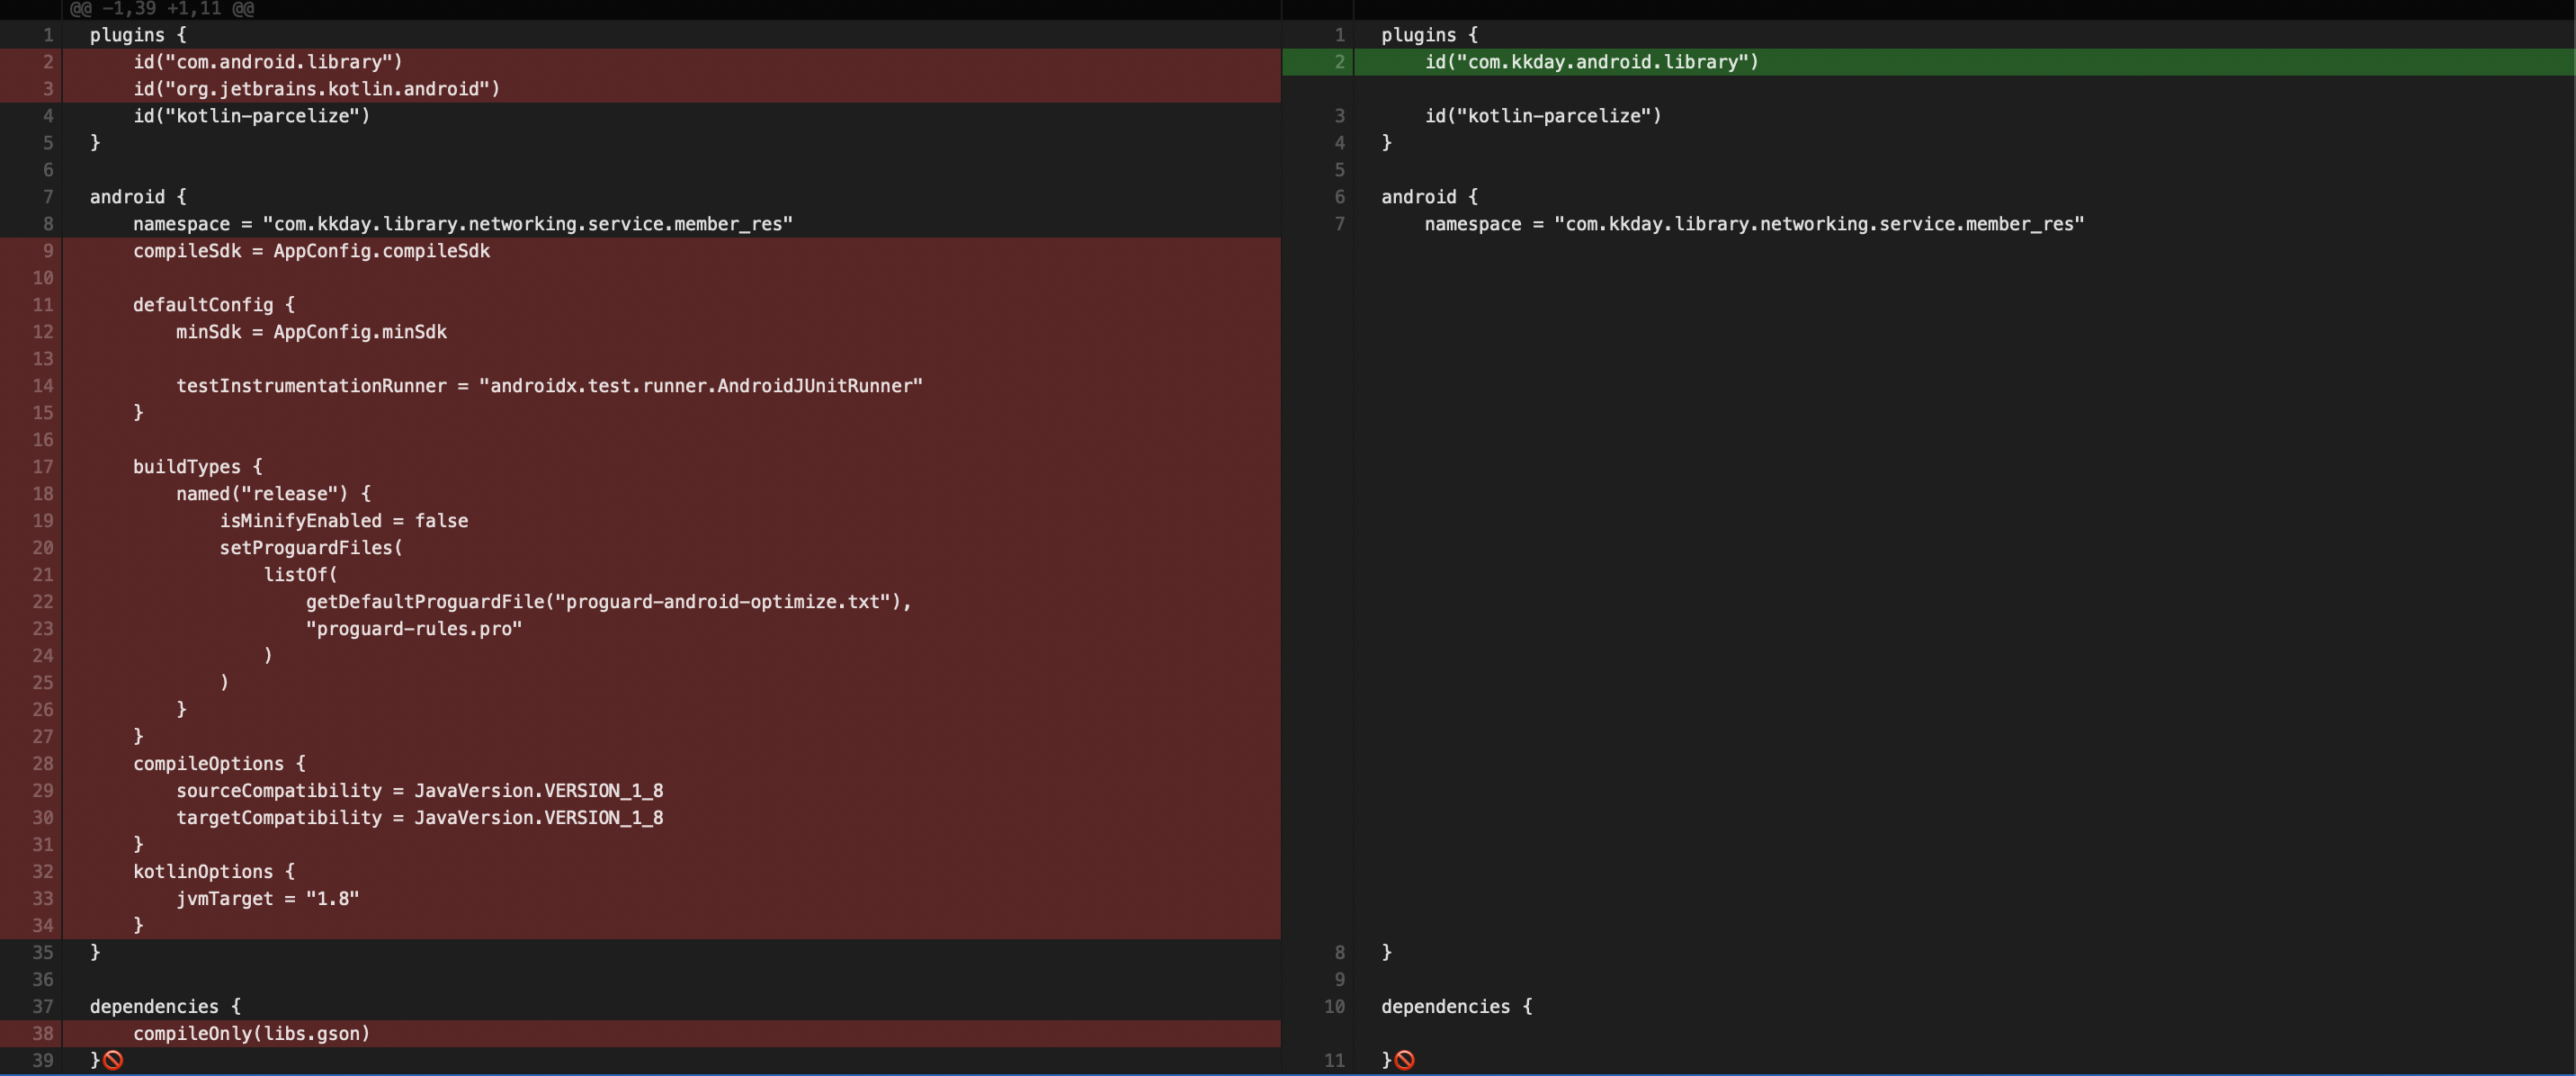 @@ -1,39 +1,11 @@
1 plugins {
2     id("com.android.library")
3     id("org.jetbrains.kotlin.android")
4     id("kotlin-parcelize")
5 }
6
7 android {
8     namespace = "com.kkday.library.networking.service.member_res"
9     compileSdk = AppConfig.compileSdk
10
11     defaultConfig {
12         minSdk = AppConfig.minSdk
13
14         testInstrumentationRunner = "androidx.test.runner.AndroidJUnitRunner"
15     }
16
17     buildTypes {
18         named("release") {
19             isMinifyEnabled = false
20             setProguardFiles(
21                 listOf(
22                     getDefaultProguardFile("proguard-android-optimize.txt"),
23                     "proguard-rules.pro"
24                 )
25             )
26         }
27     }
28     compileOptions {
29         sourceCompatibility = JavaVersion.VERSION_1_8
30         targetCompatibility = JavaVersion.VERSION_1_8
31     }
32     kotlinOptions {
33         jvmTarget = "1.8"
34     }
35 }
36
37 dependencies {
38     compileOnly(libs.gson)
39 }
1 plugins {
2     id("com.kkday.android.library")
3     id("kotlin-parcelize")
4 }
5
6 android {
7     namespace = "com.kkday.library.networking.service.member_res"
8 }
9
10 dependencies {
11 }